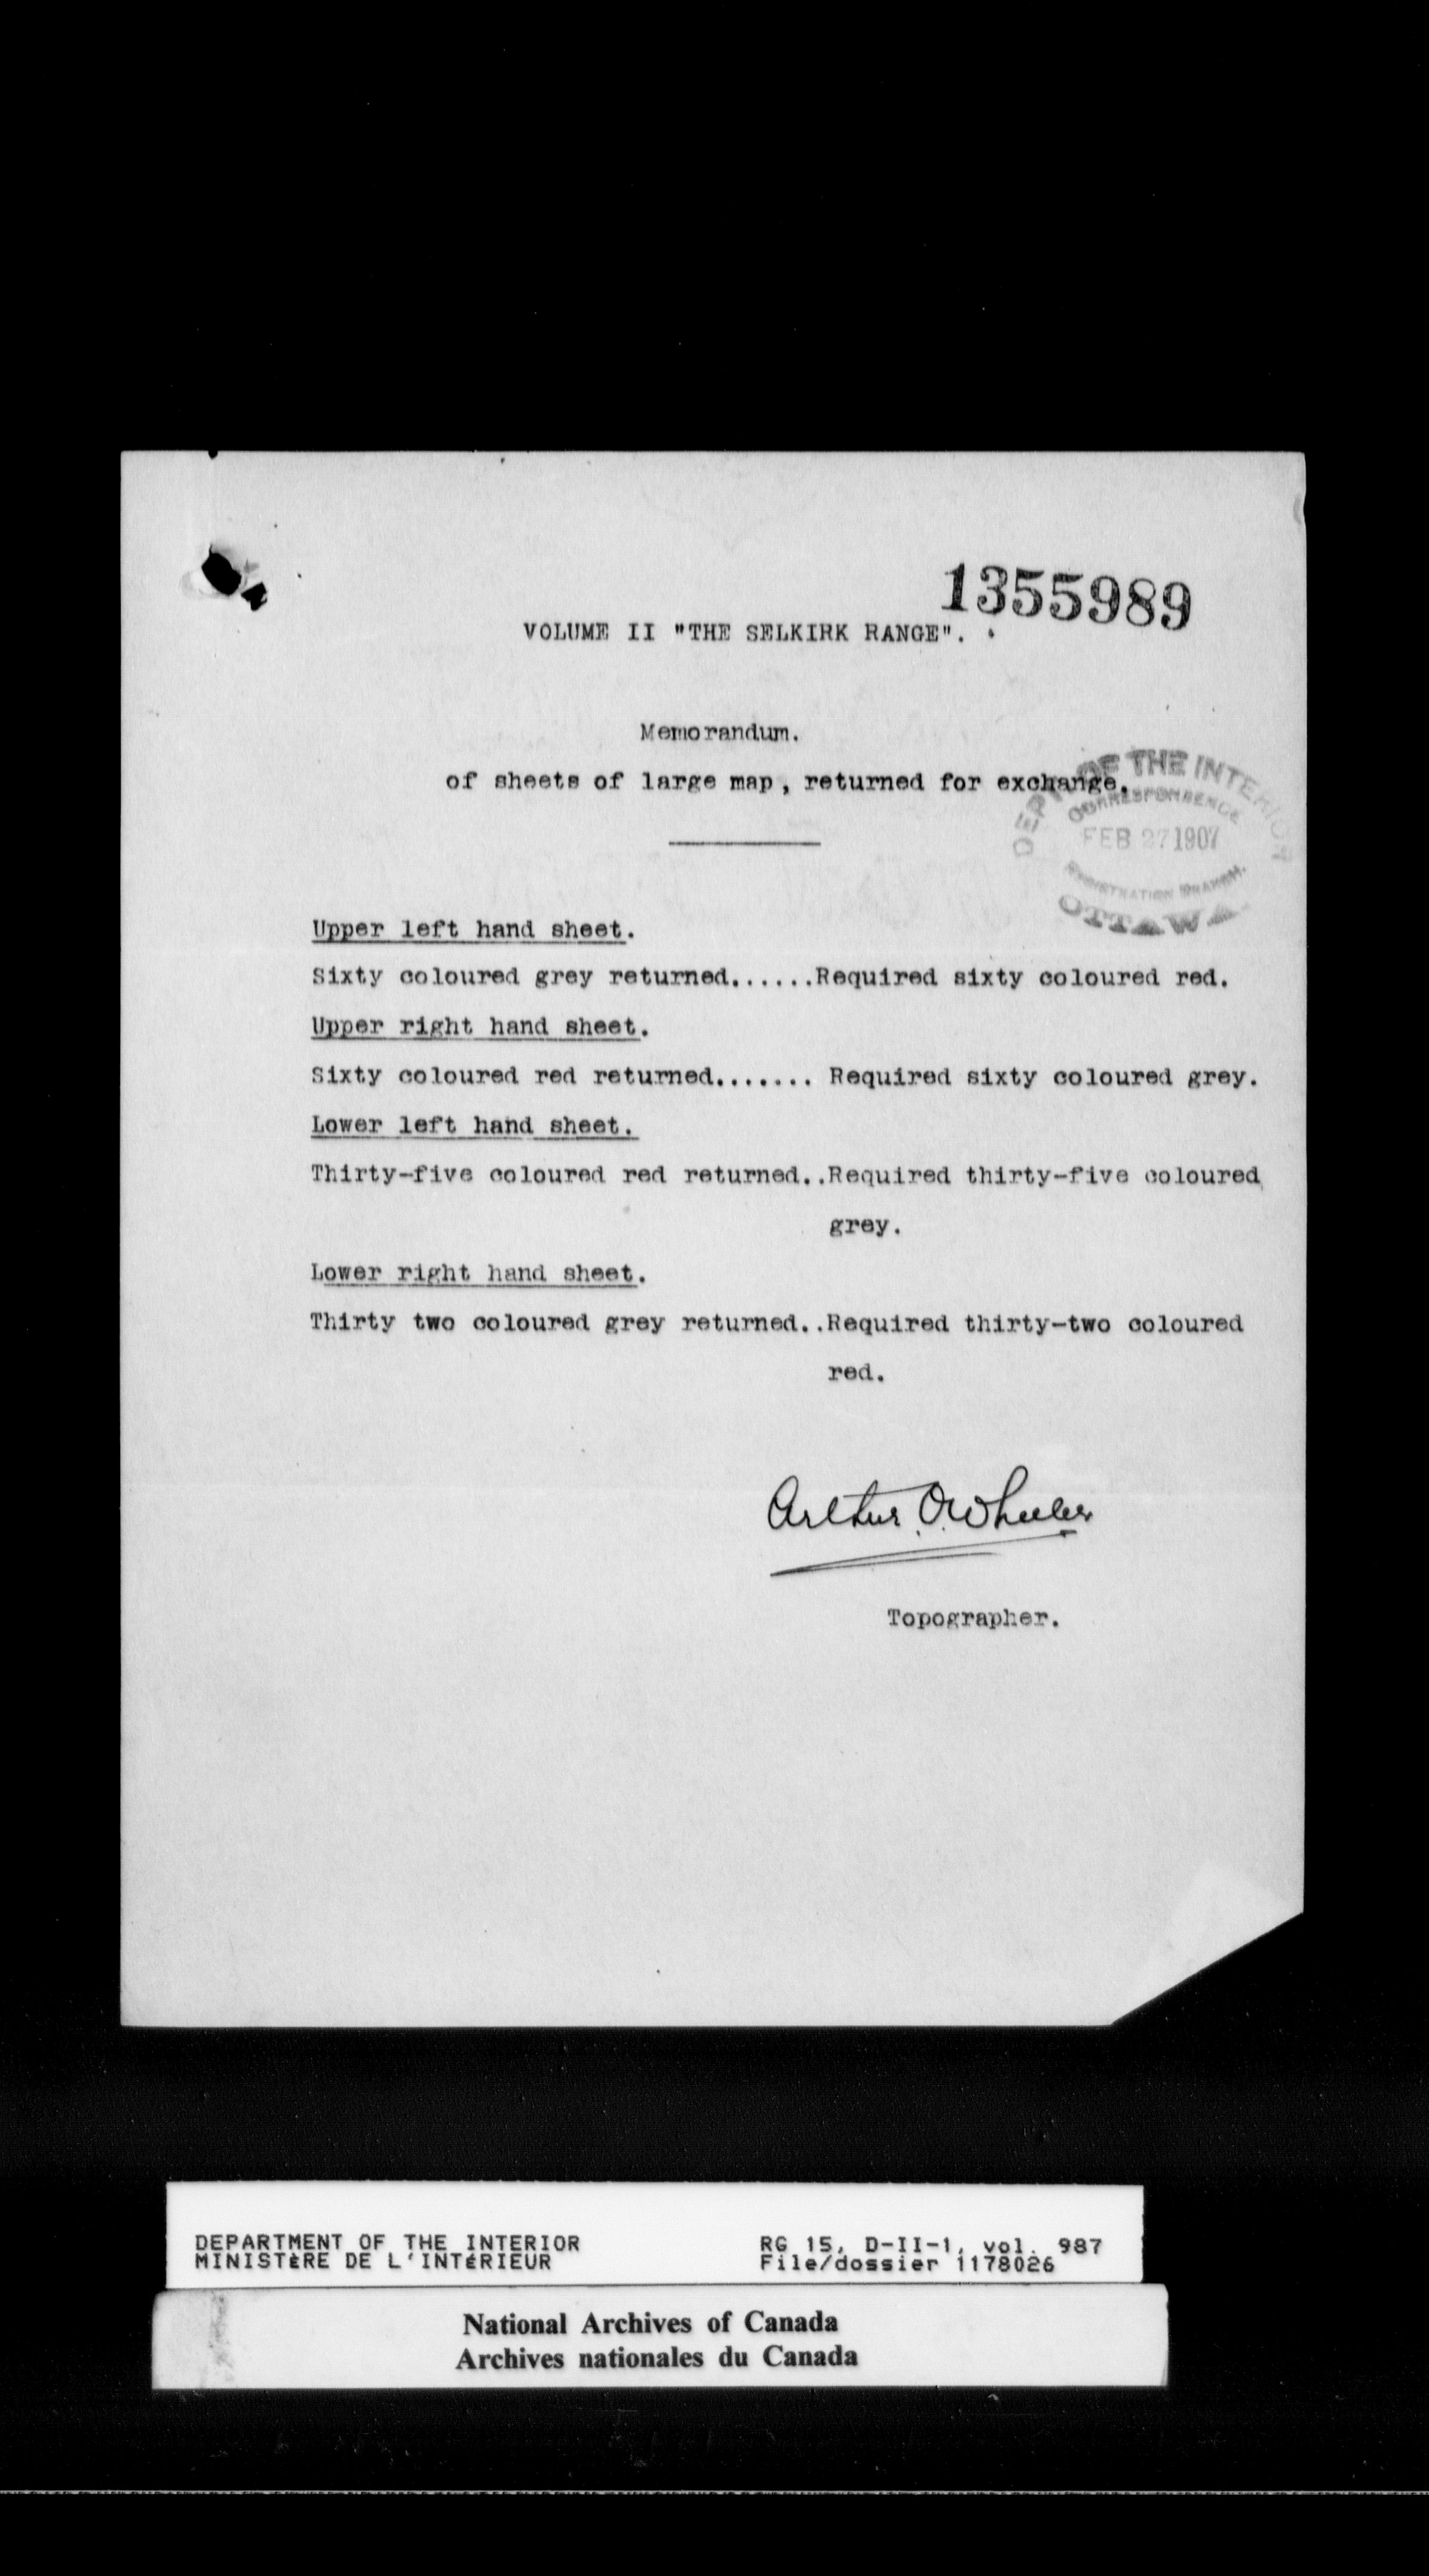 1355989
VOLUME II "THE SELKIRK RANGE".
Memorandum.
of sheets of large map, returned for exchange.
DEPT OF THE INTERIOR
CORRESPONDENCE
FEB 27 1907
REGISTRATION BRANCH.
OTTAWA
Upper left hand sheet.
Sixty coloured grey returned......Required sixty coloured red.
Upper right hand sheet.
Sixty coloured red returned....... Required sixty coloured grey.
Lower left hand sheet.
Thirty-five coloured red returned..Required thirty-five coloured
grey.
Lower right hand sheet.
Thirty two coloured grey returned..Required thirty-two coloured
red.
Arthur O. Wheeler
Topographer.
DEPARTMENT OF THE INTERIOR RG 15, D-II-1, vol. 987
MINISTÈRE DE L'INTÉRIEUR File/dossier 1178026
National Archives of Canada
Archives nationales du Canada